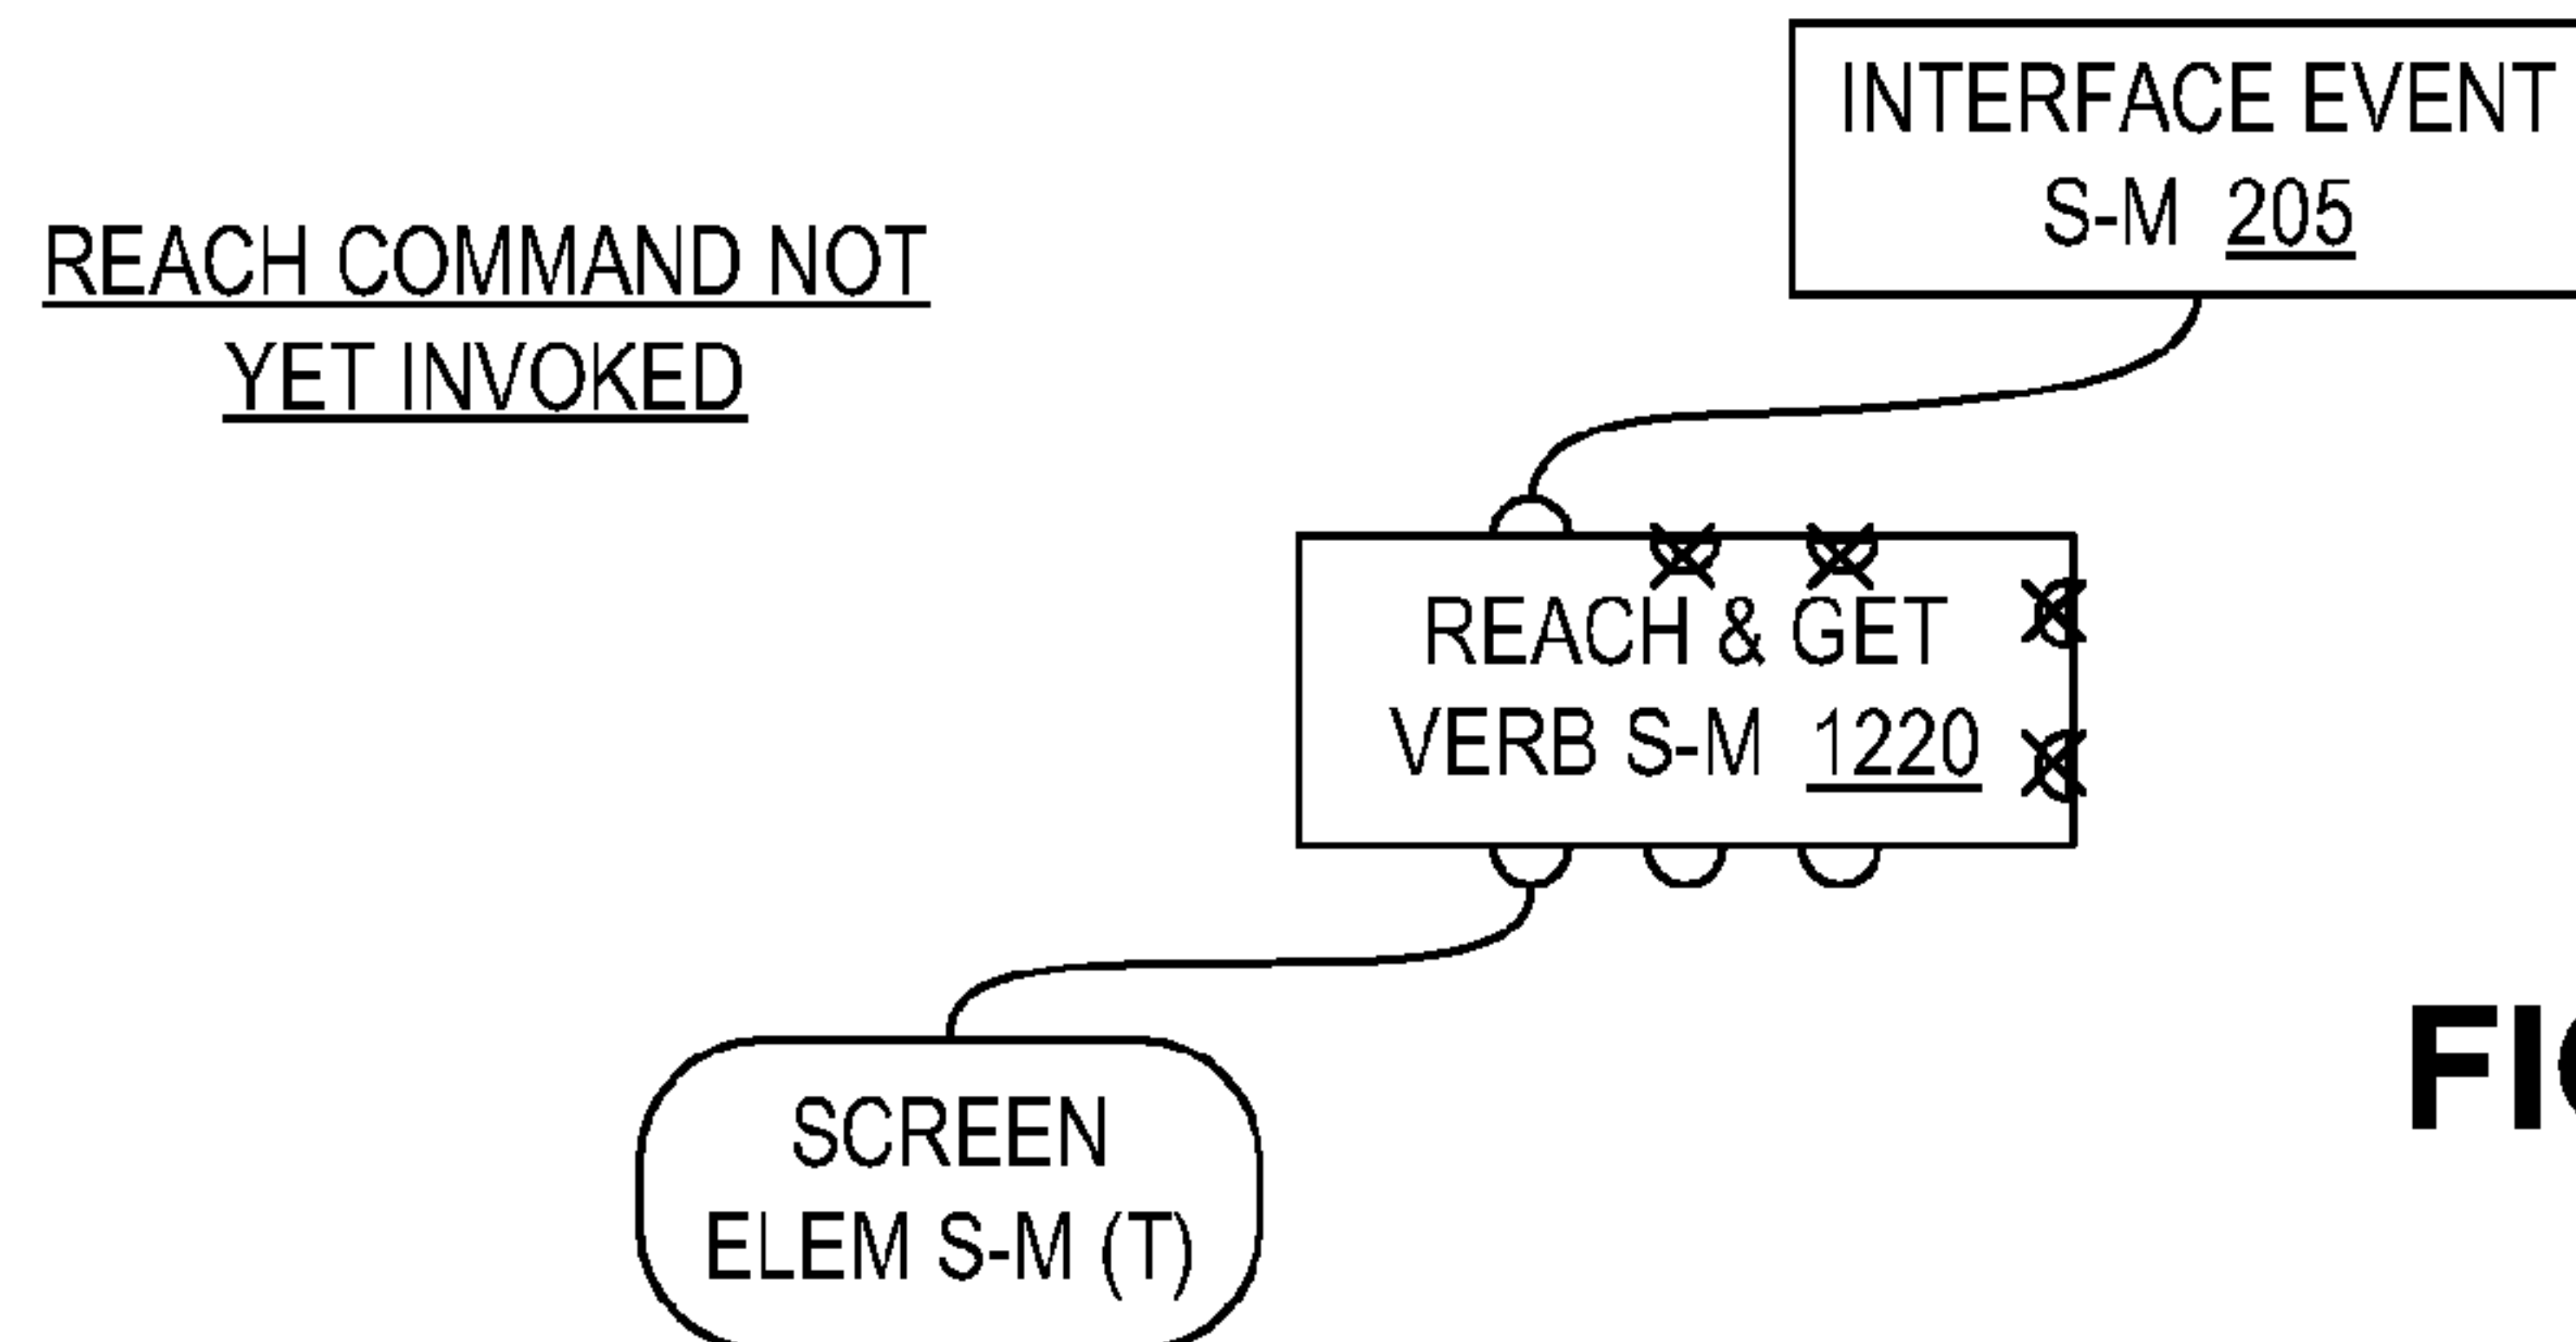 INTERFACE EVENT
S-M 205
REACH COMMAND NOT
YET INVOKED
REACH & GET
VERB S-M 1220
SCREEN
ELEM S-M (T)